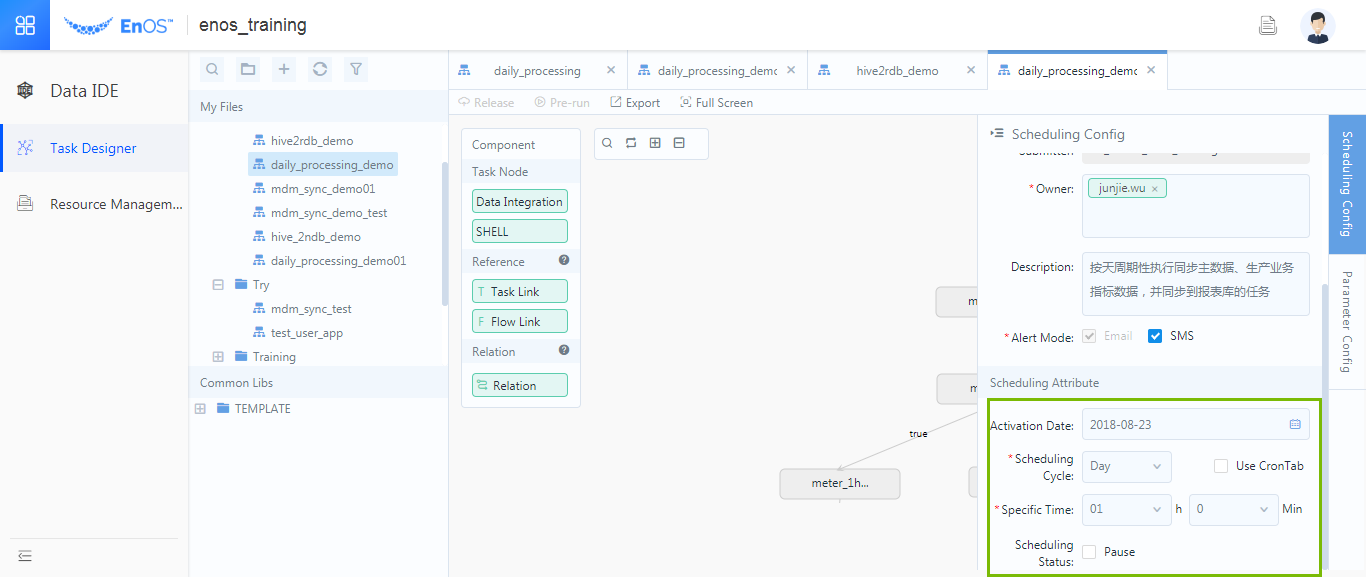 EnOS™
enos_training
Data IDE
Task Designer
Resource Managem...
My Files
hive2rdb_demo
daily_processing_demo
mdm_sync_demo01
mdm_sync_demo_test
hive_2ndb_demo
daily_processing_demo01
Try
mdm_sync_test
test_user_app
Training
Common Libs
TEMPLATE
daily_processing
daily_processing_demc
hive2rdb_demo
daily_processing_demc
Release
Pre-run
Export
Full Screen
Component
Task Node
Data Integration
SHELL
Reference
T Task Link
F Flow Link
Relation
Relation
m
m
true
meter_1h...
Scheduling Config
* Owner:
junjie.wu ×
Description:
按天周期性执行同步主数据、生产业务
指标数据，并同步到报表库的任务
* Alert Mode:
Email
SMS
Scheduling Attribute
Activation Date:
2018-08-23
* Scheduling
Cycle:
Day
Use CronTab
* Specific Time:
01
h
0
Min
Scheduling
Status:
Pause
Scheduling Config
Parameter Config